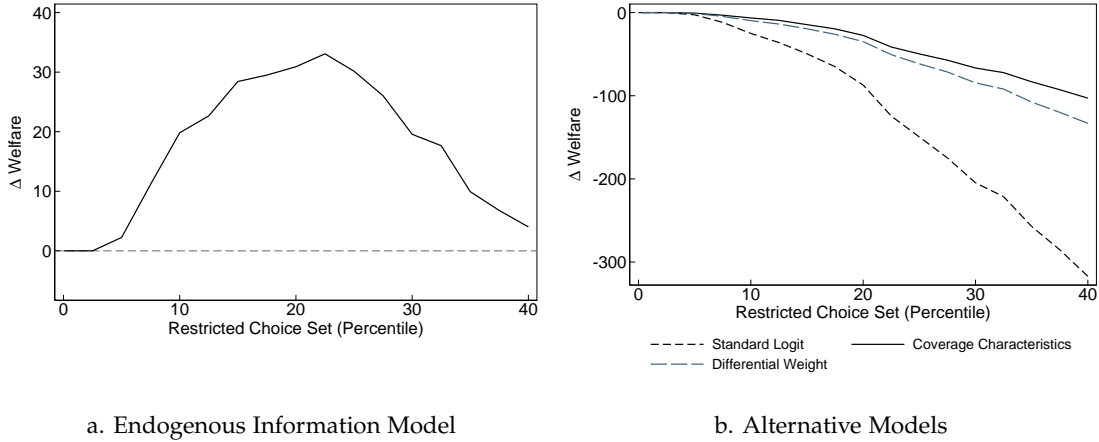 40
30
20
10
0
Δ Welfare
0
10
20
30
40
Restricted Choice Set (Percentile)
a. Endogenous Information Model
0
-100
-200
-300
Δ Welfare
0
10
20
30
40
Restricted Choice Set (Percentile)
Standard Logit
Coverage Characteristics
Differential Weight
b. Alternative Models